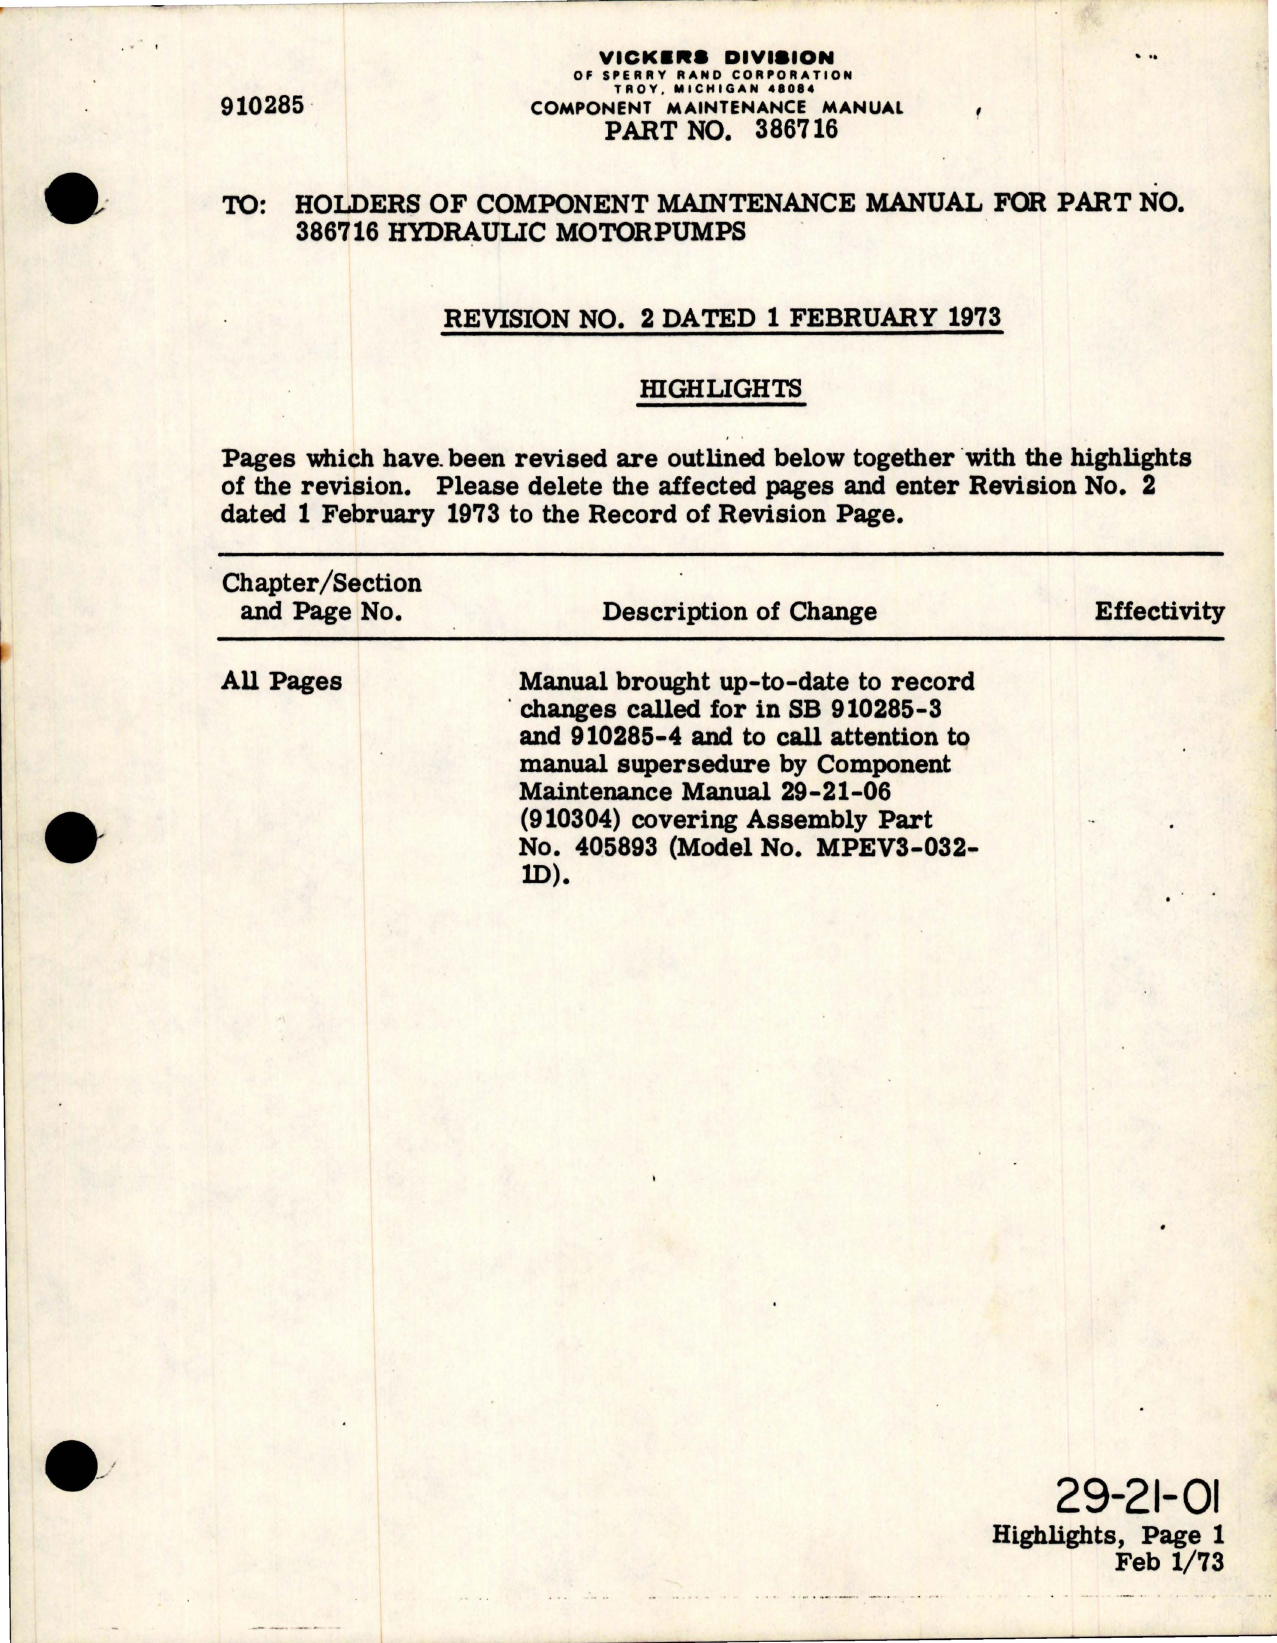 VICKERS DIVISION
OF SPERRY RAND CORPORATION
TROY, MICHIGAN 48084
910285
COMPONENT MAINTENANCE MANUAL
PART NO. 386716
TO: HOLDERS OF COMPONENT MAINTENANCE MANUAL FOR PART NO.
386716 HYDRAULIC MOTORPUMPS
REVISION NO. 2 DATED 1 FEBRUARY 1973
HIGHLIGHTS
Pages which have been revised are outlined below together with the highlights
of the revision. Please delete the affected pages and enter Revision No. 2
dated 1 February 1973 to the Record of Revision Page.
Chapter/Section
and Page No. Description of Change Effectivity
All Pages Manual brought up-to-date to record
changes called for in SB 910285-3
and 910285-4 and to call attention to
manual supersedure by Component
Maintenance Manual 29-21-06
(910304) covering Assembly Part
No. 405893 (Model No. MPEV3-032-
1D).
29-21-01
Highlights, Page 1
Feb 1/73